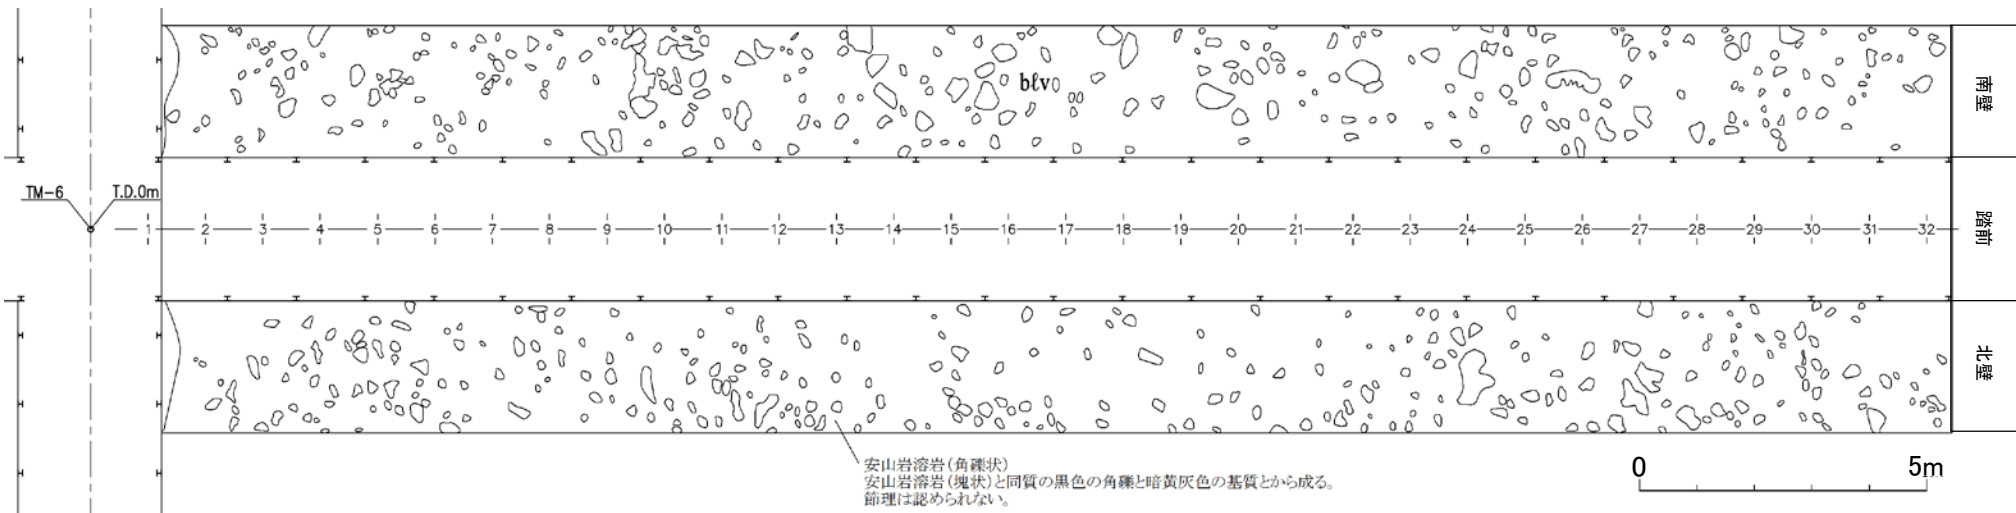 bℓvo
南壁
TM-6
T.D.0m
1 2 3 4 5 6 7 8 9 10 11 12 13 14 15 16 17 18 19 20 21 22 23 24 25 26 27 28 29 30 31 32
踏前
北壁
安山岩溶岩(角礫状)
安山岩溶岩(塊状)と同質の黒色の角礫と暗黄灰色の基質とから成る。
節理は認められない。
0 5m